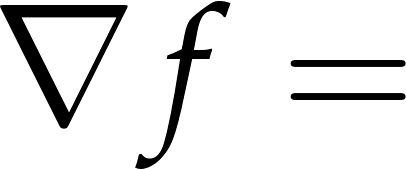 ∇f =